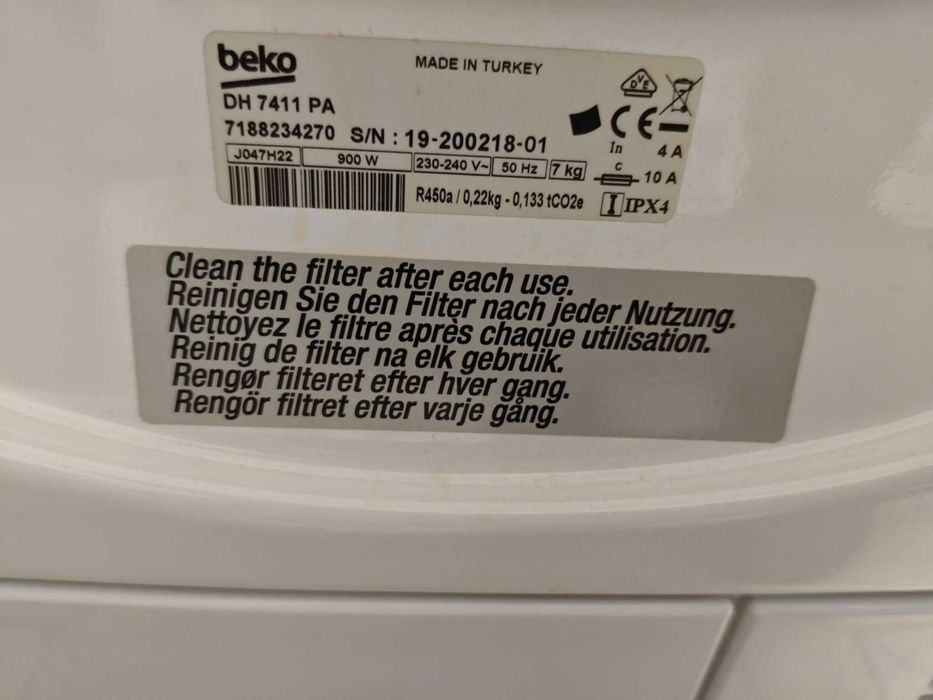 beko
MADE IN TURKEY
DVE
DH 7411 PA
7188234270 S/N : 19-200218-01
CE
In 4 A
J047H22 900 W 230-240 V~ 50 Hz 7 kg
c 10 A
R450a / 0,22kg - 0,133 tCO2e
I IPX4
Clean the filter after each use.
Reinigen Sie den Filter nach jeder Nutzung.
Nettoyez le filtre après chaque utilisation.
Reinig de filter na elk gebruik.
Rengør filteret efter hver gang.
Rengör filtret efter varje gång.